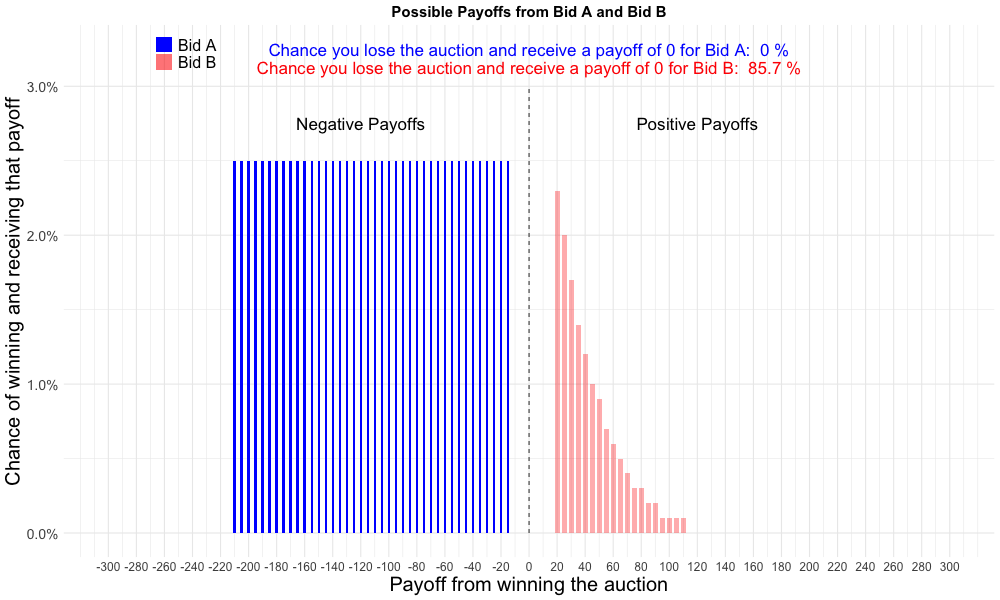 Possible Payoffs from Bid A and Bid B
Bid A
Bid B
Chance you lose the auction and receive a payoff of 0 for Bid A:  0 %
Chance you lose the auction and receive a payoff of 0 for Bid B:  85.7 %
Negative Payoffs
Positive Payoffs
Chance of winning and receiving that payoff
3.0%
2.0%
1.0%
0.0%
-300 -280 -260 -240 -220 -200 -180 -160 -140 -120 -100 -80 -60 -40 -20 0 20 40 60 80 100 120 140 160 180 200 220 240 260 280 300
Payoff from winning the auction